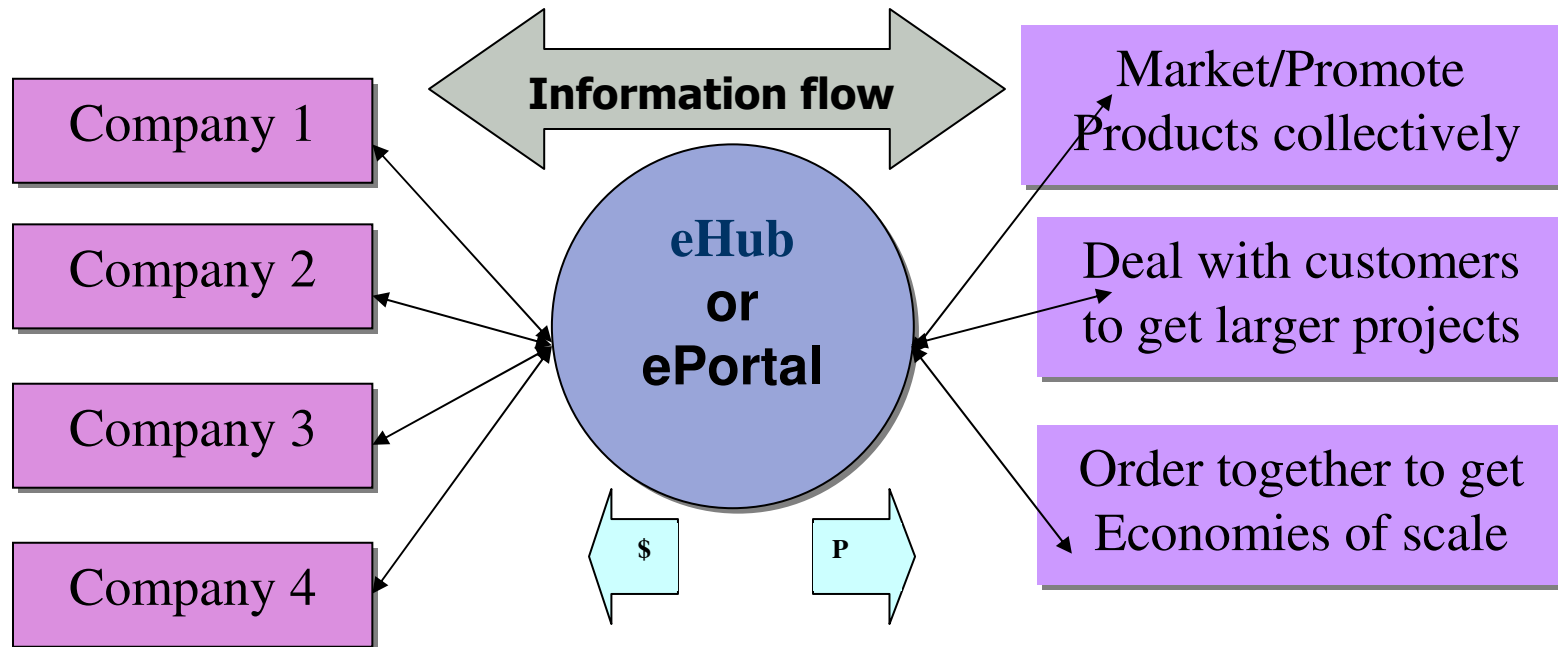 Information flow
Company 1
Company 2
Company 3
Company 4
eHub
or
ePortal
$
P
Market/Promote
Products collectively
Deal with customers
to get larger projects
Order together to get
Economies of scale